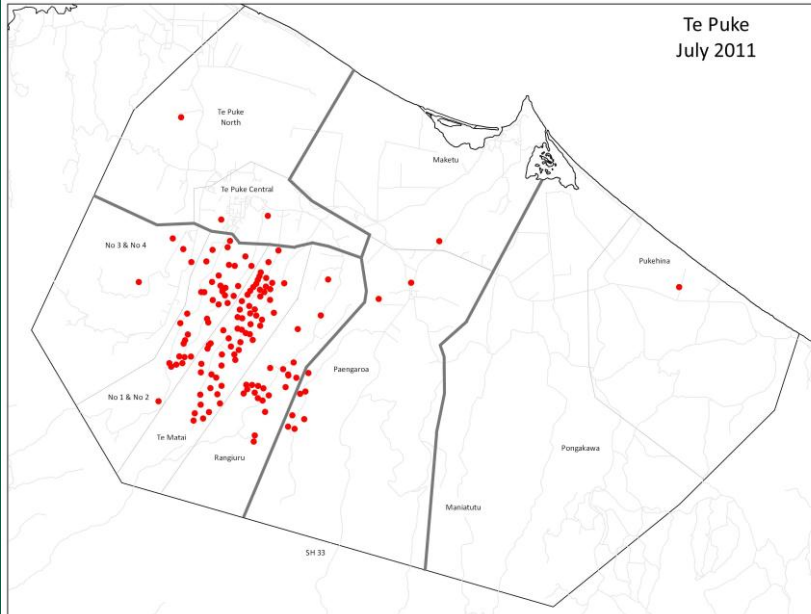 Te Puke
July 2011
Te Puke
North
Maketu
Te Puke Central
No 3 & No 4
Pukehina
Paengaroa
No 1 & No 2
Te Matai
Rangiuru
Pongakawa
Maniatutu
SH 33